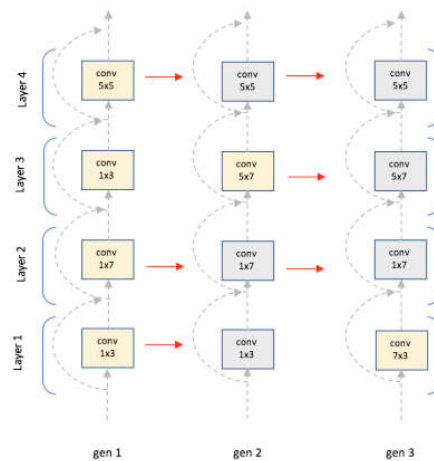 Layer 4
conv
5x5
conv
5x5
conv
5x5
Layer 3
conv
1x3
conv
5x7
conv
5x7
Layer 2
conv
1x7
conv
1x7
conv
1x7
Layer 1
conv
1x3
conv
1x3
conv
7x3
gen 1
gen 2
gen 3